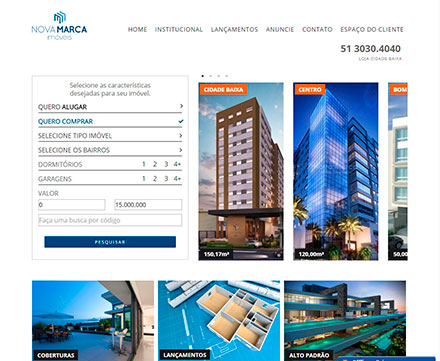 NOVAMARCA
imóveis
HOME INSTITUCIONAL LANÇAMENTOS ANUNCIE CONTATO ESPAÇO DO CLIENTE
51 3030.4040
LOJA CIDADE BAIXA
Selecione as características
desejadas para seu imóvel.
QUERO ALUGAR
QUERO COMPRAR
SELECIONE TIPO IMÓVEL
SELECIONE OS BAIRROS
DORMITÓRIOS 1 2 3 4+
GARAGENS 1 2 3 4+
VALOR
0 15.000.000
Faça uma busca por código
PESQUISAR
CIDADE BAIXA
150,17m²
CENTRO
120,00m²
BOM
50,00
COBERTURAS
LANÇAMENTOS
ALTO PADRÃO